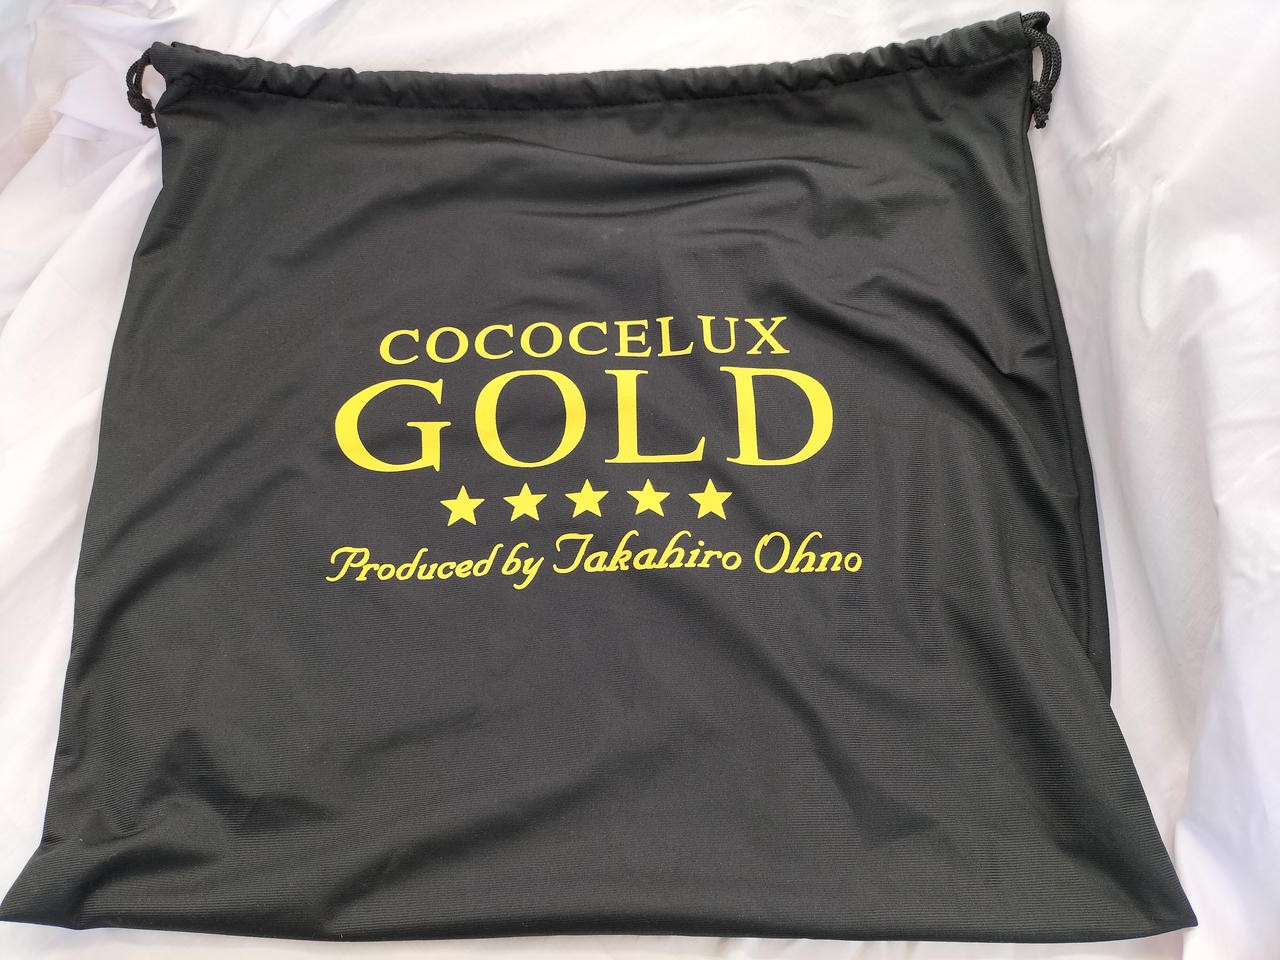 COCOCELUX
GOLD
★★★★★
Produced by Takahiro Ohno